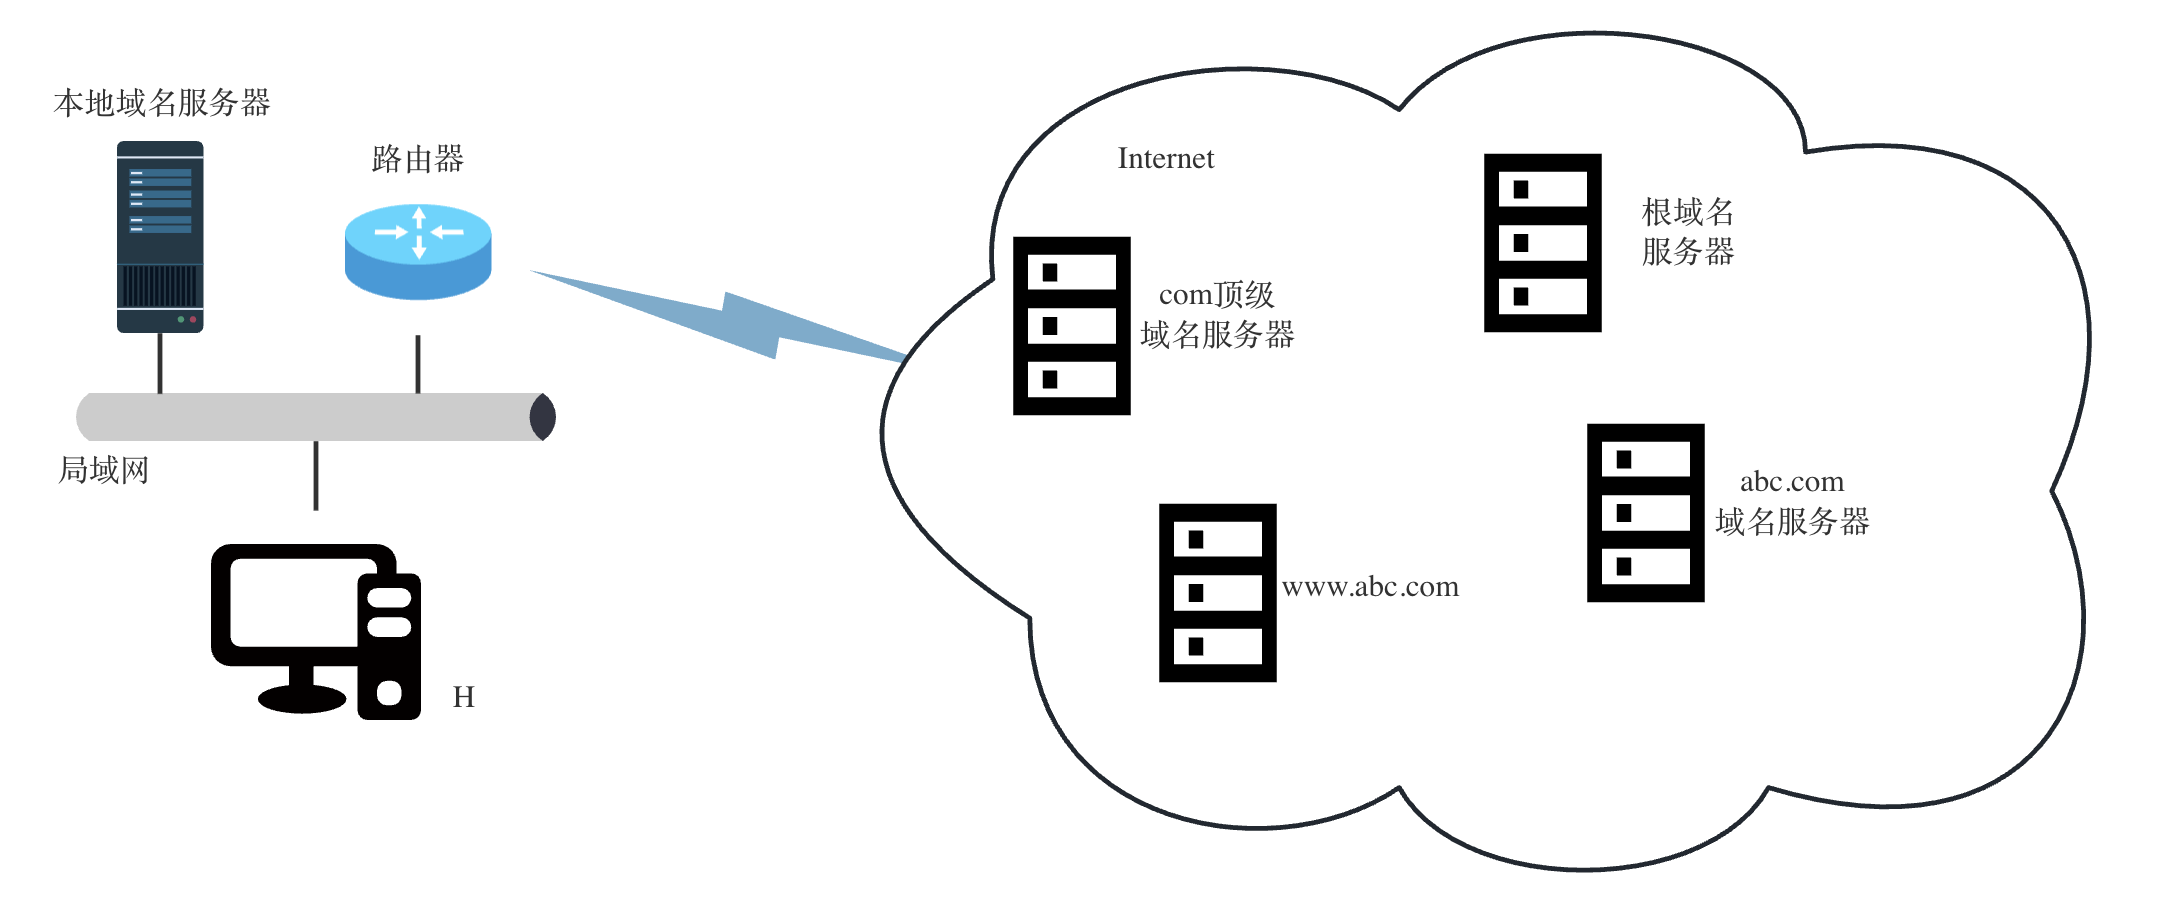 本地域名服务器
路由器
局域网
H
Internet
根域名
服务器
com顶级
域名服务器
abc.com
域名服务器
www.abc.com